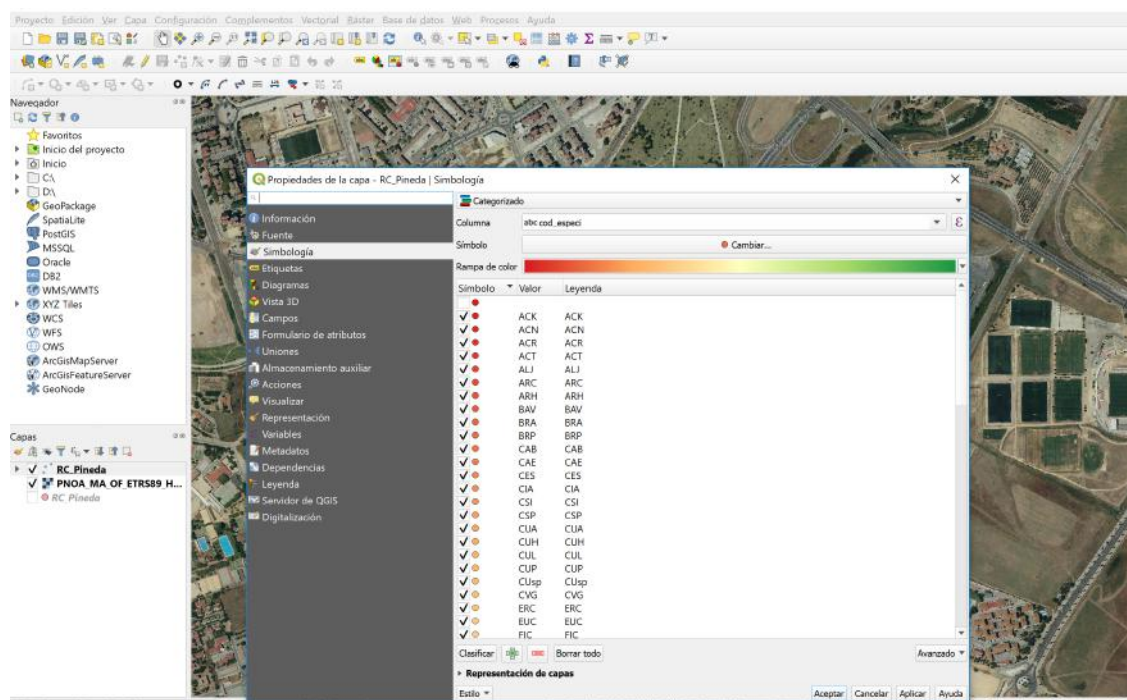 Proyecto Edición Ver Capa Configuración Complementos Vectorial Ráster Base de datos Web Procesos Ayuda
Navegador
Favoritos
Inicio del proyecto
Inicio
C:\
D:\
GeoPackage
SpatiaLite
PostGIS
MSSQL
Oracle
DB2
WMS/WMTS
XYZ Tiles
WCS
WFS
OWS
ArcGisMapServer
ArcGisFeatureServer
GeoNode
Capas
RC_Pineda
PNOA_MA_OF_ETRS89_H...
RC Pineda
Propiedades de la capa - RC_Pineda | Simbología
Información
Fuente
Simbología
Etiquetas
Diagramas
Vista 3D
Campos
Formulario de atributos
Uniones
Almacenamiento auxiliar
Acciones
Visualizar
Representación
Variables
Metadatos
Dependencias
Leyenda
Servidor de QGIS
Digitalización
Categorizado
Columna abc cod_especi
Símbolo Cambiar...
Rampa de color
Símbolo Valor Leyenda
ACK ACK
ACN ACN
ACR ACR
ACT ACT
ALJ ALJ
ARC ARC
ARH ARH
BAV BAV
BRA BRA
BRP BRP
CAB CAB
CAE CAE
CES CES
CIA CIA
CSI CSI
CSP CSP
CUA CUA
CUH CUH
CUL CUL
CUP CUP
CUsp CUsp
CVG CVG
ERC ERC
EUC EUC
FIC FIC
Clasificar Borrar todo Avanzado
Representación de capas
Estilo Aceptar Cancelar Aplicar Ayuda